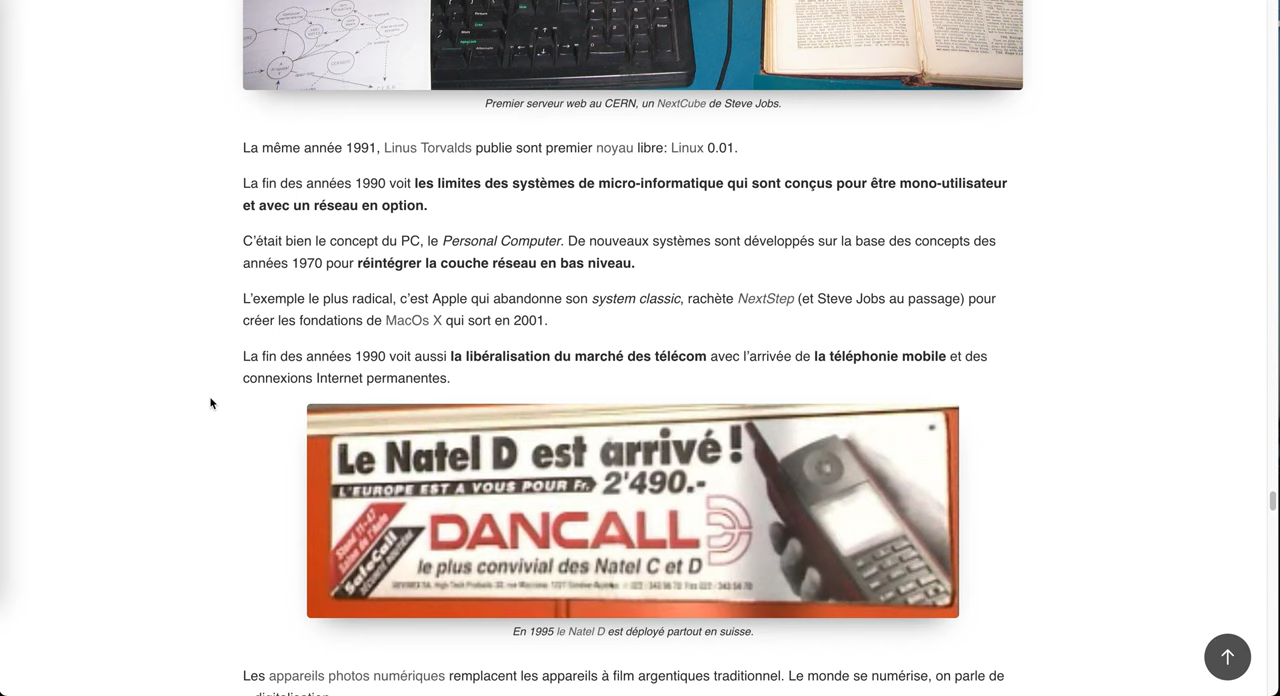 Premier serveur web au CERN, un NextCube de Steve Jobs.
La même année 1991, Linus Torvalds publie sont premier noyau libre: Linux 0.01.
La fin des années 1990 voit les limites des systèmes de micro-informatique qui sont conçus pour être mono-utilisateur
et avec un réseau en option.
C’était bien le concept du PC, le Personal Computer. De nouveaux systèmes sont développés sur la base des concepts des
années 1970 pour réintégrer la couche réseau en bas niveau.
L’exemple le plus radical, c’est Apple qui abandonne son system classic, rachète NextStep (et Steve Jobs au passage) pour
créer les fondations de MacOs X qui sort en 2001.
La fin des années 1990 voit aussi la libéralisation du marché des télécom avec l’arrivée de la téléphonie mobile et des
connexions Internet permanentes.
Le Natel D est arrivé !
L'EUROPE EST A VOUS POUR Fr. 2'490.-
SafeCall
DANCALL
le plus convivial des Natel C et D
En 1995 le Natel D est déployé partout en suisse.
Les appareils photos numériques remplacent les appareils à film argentiques traditionnel. Le monde se numérise, on parle de